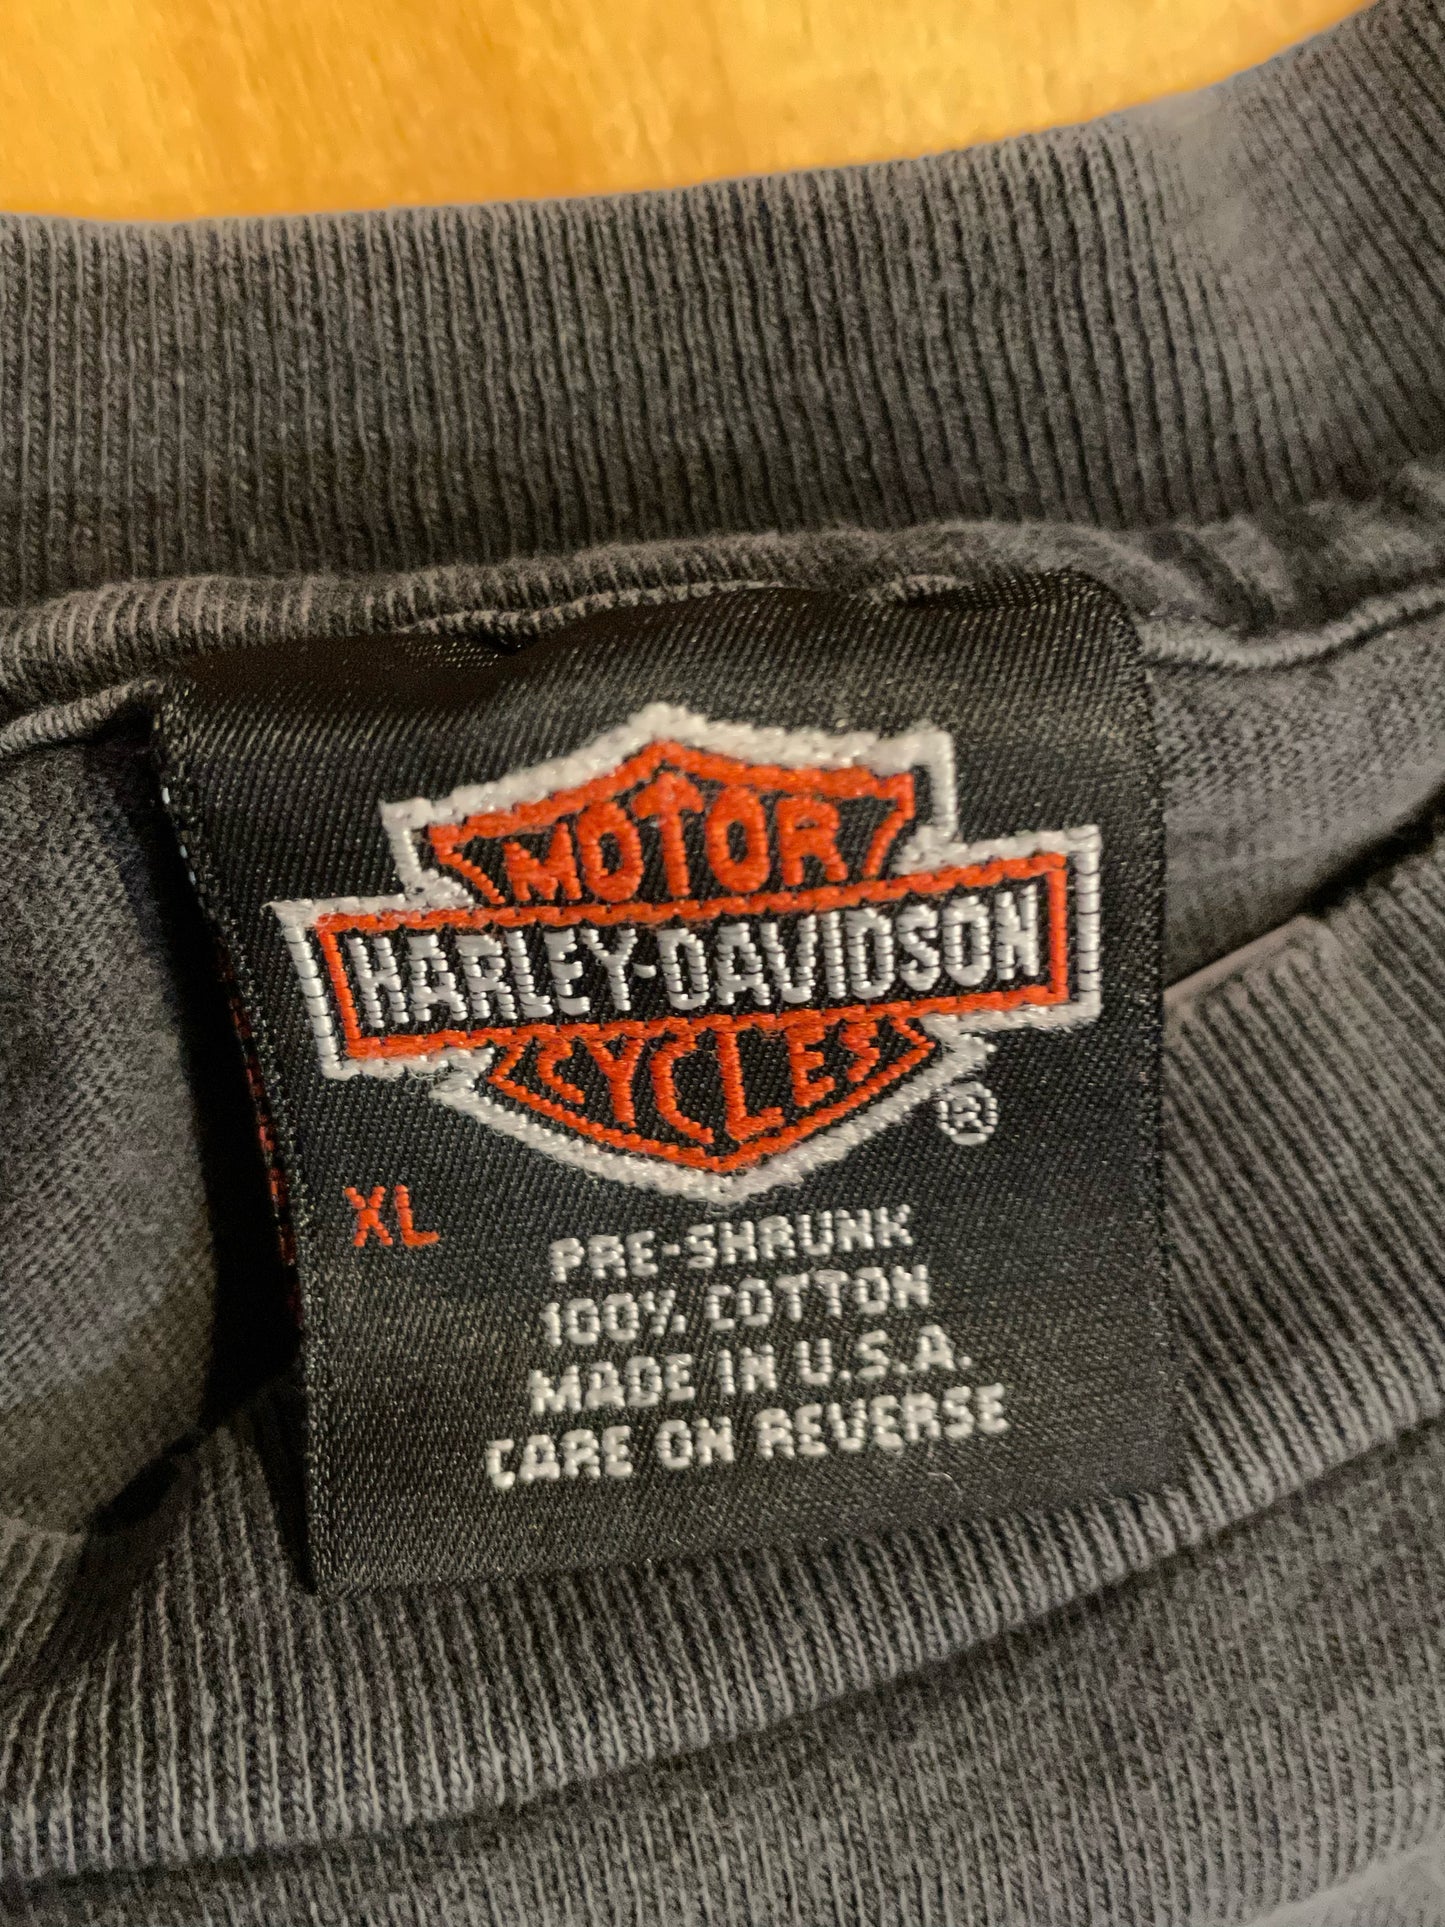 MOTOR
HARLEY-DAVIDSON
CYCLES
®
XL
PRE-SHRUNK
100% COTTON
MADE IN U.S.A.
CARE ON REVERSE